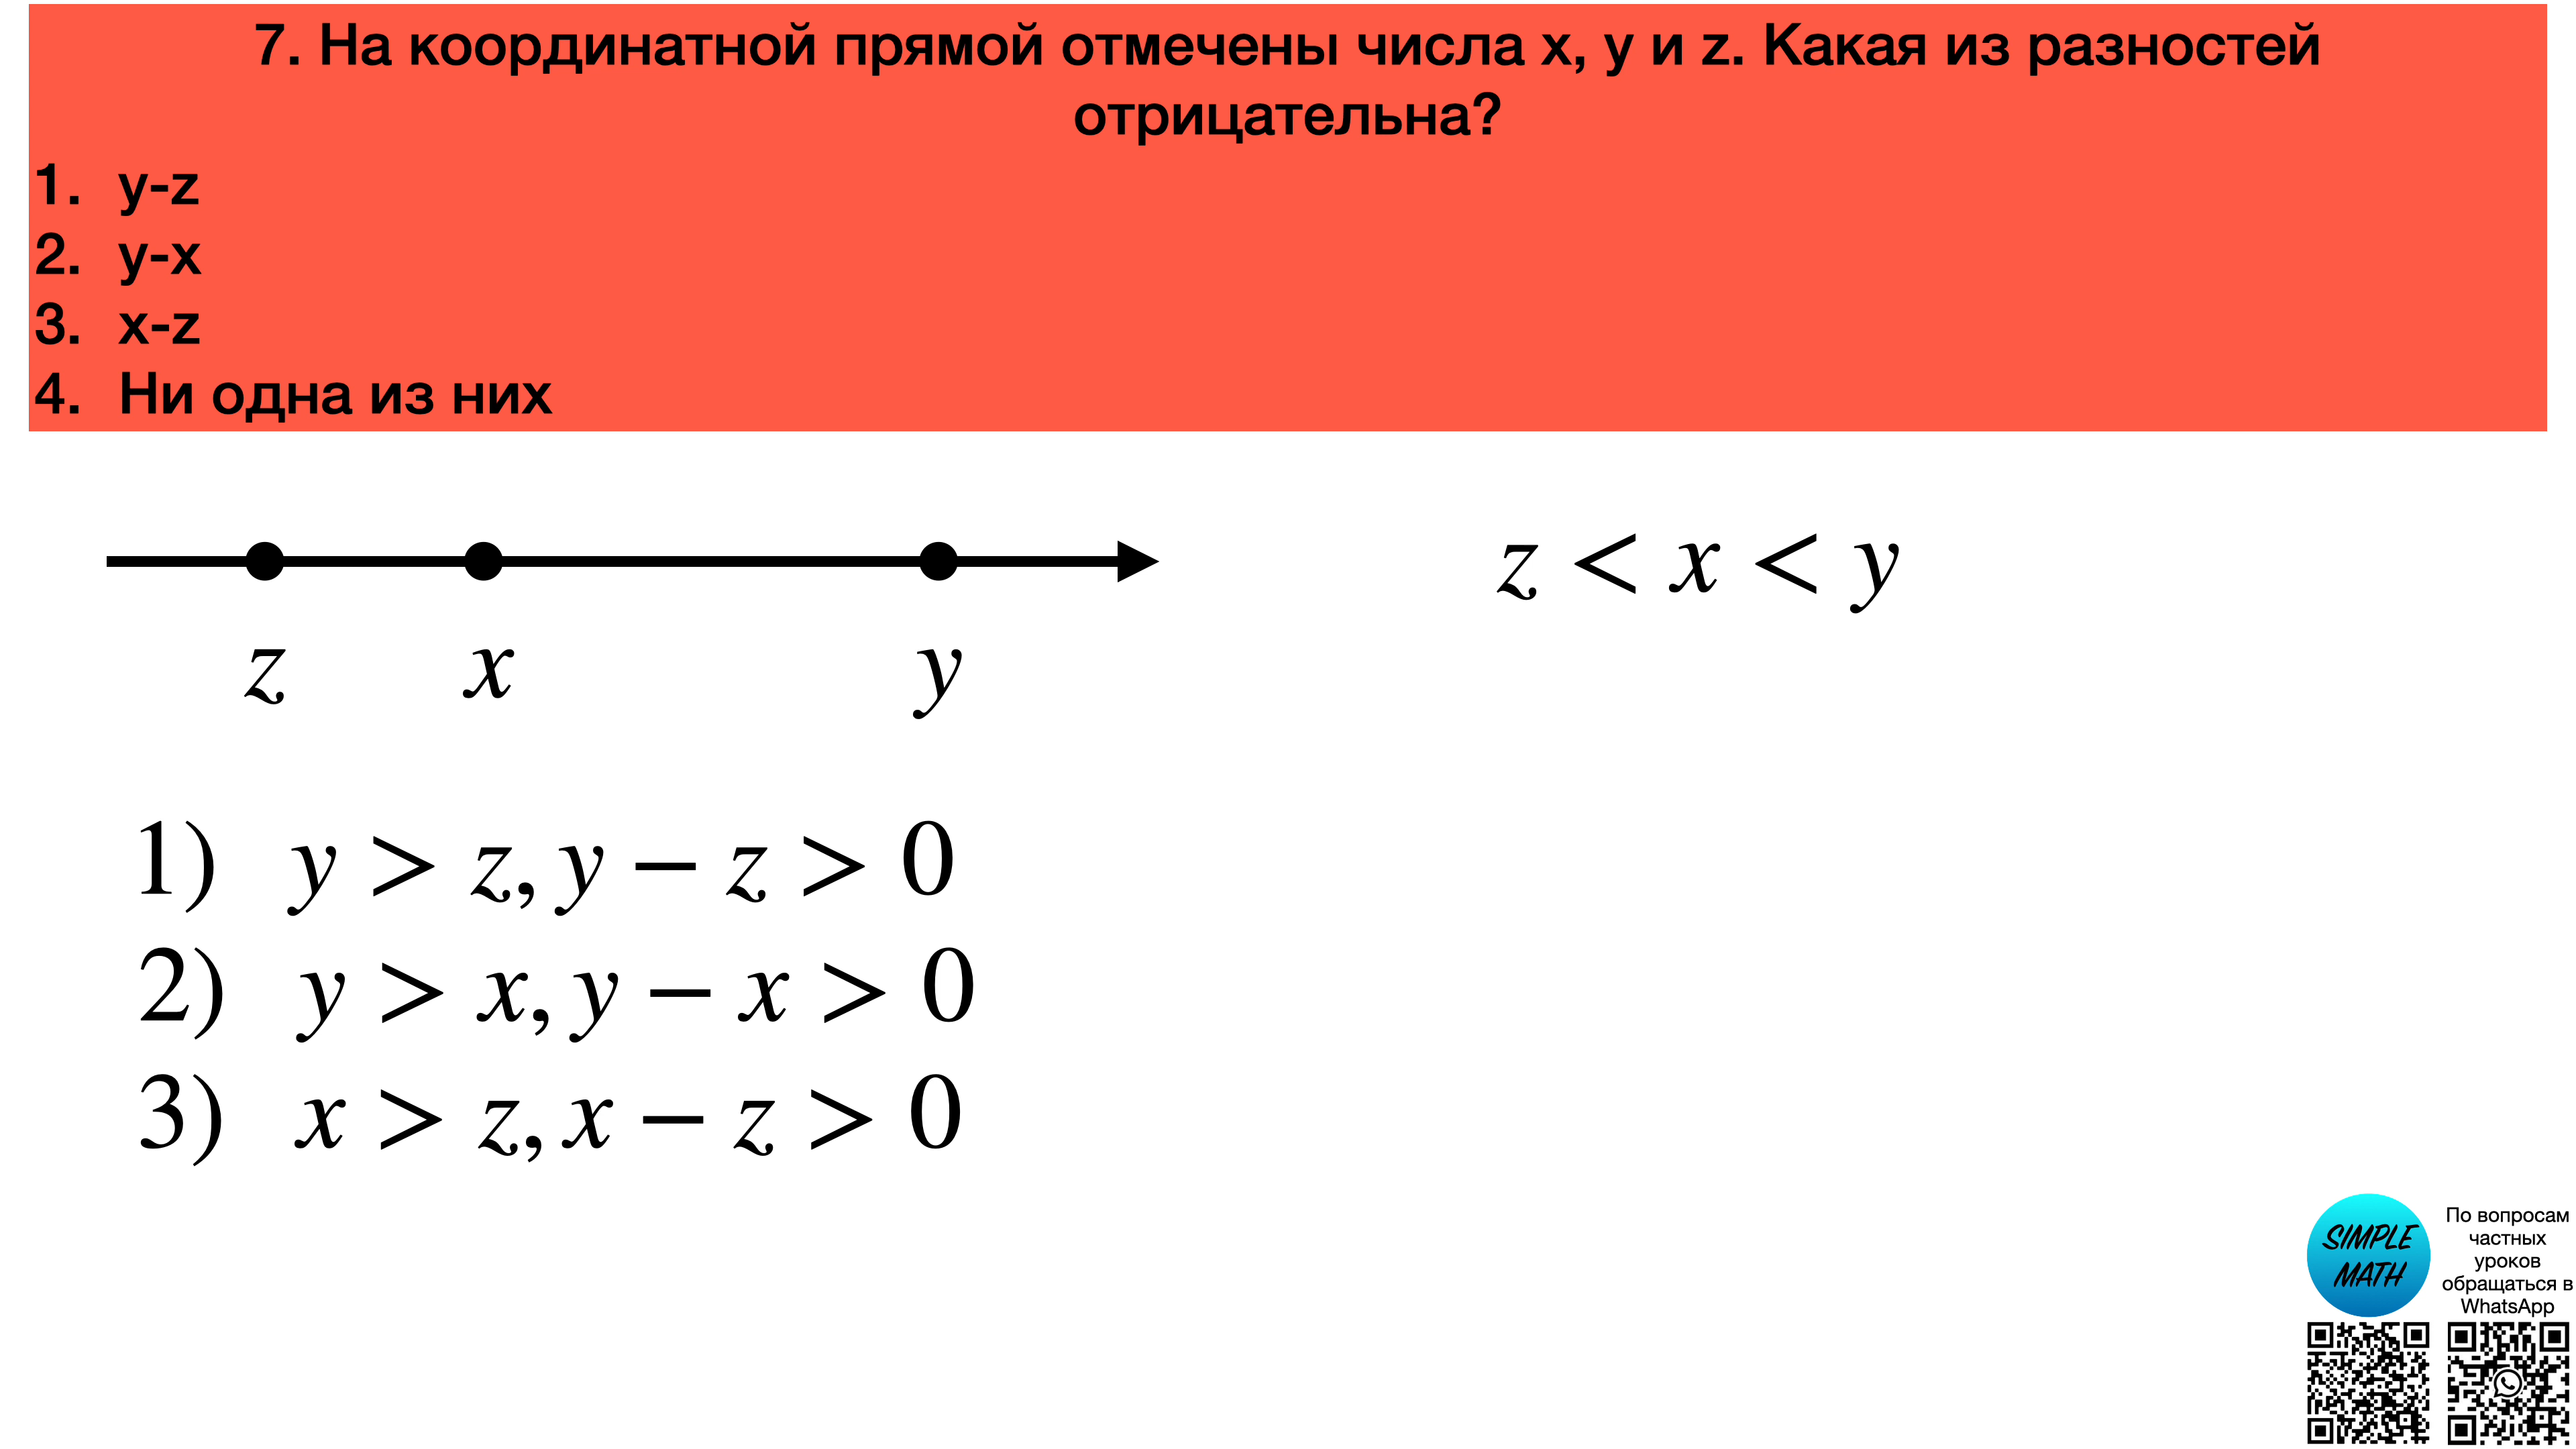 7. На координатной прямой отмечены числа x, y и z. Какая из разностей
отрицательна?
1. y-z
2. y-x
3. x-z
4. Ни одна из них
z < x < y
z x y
1) y > z, y − z > 0
2) y > x, y − x > 0
3) x > z, x − z > 0
SIMPLE
MATH
По вопросам
частных
уроков
обращаться в
WhatsApp